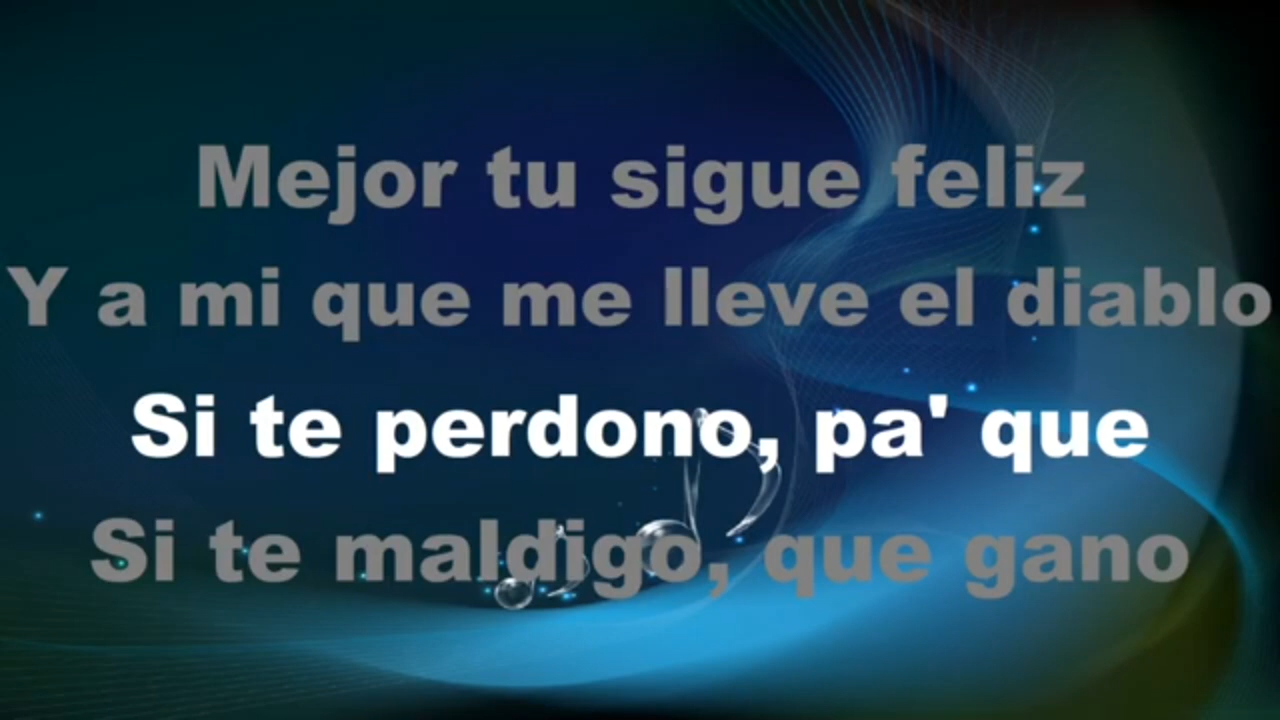 Mejor tu sigue feliz
Y a mi que me lleve el diablo
Si te perdono, pa' que
Si te maldigo, que gano